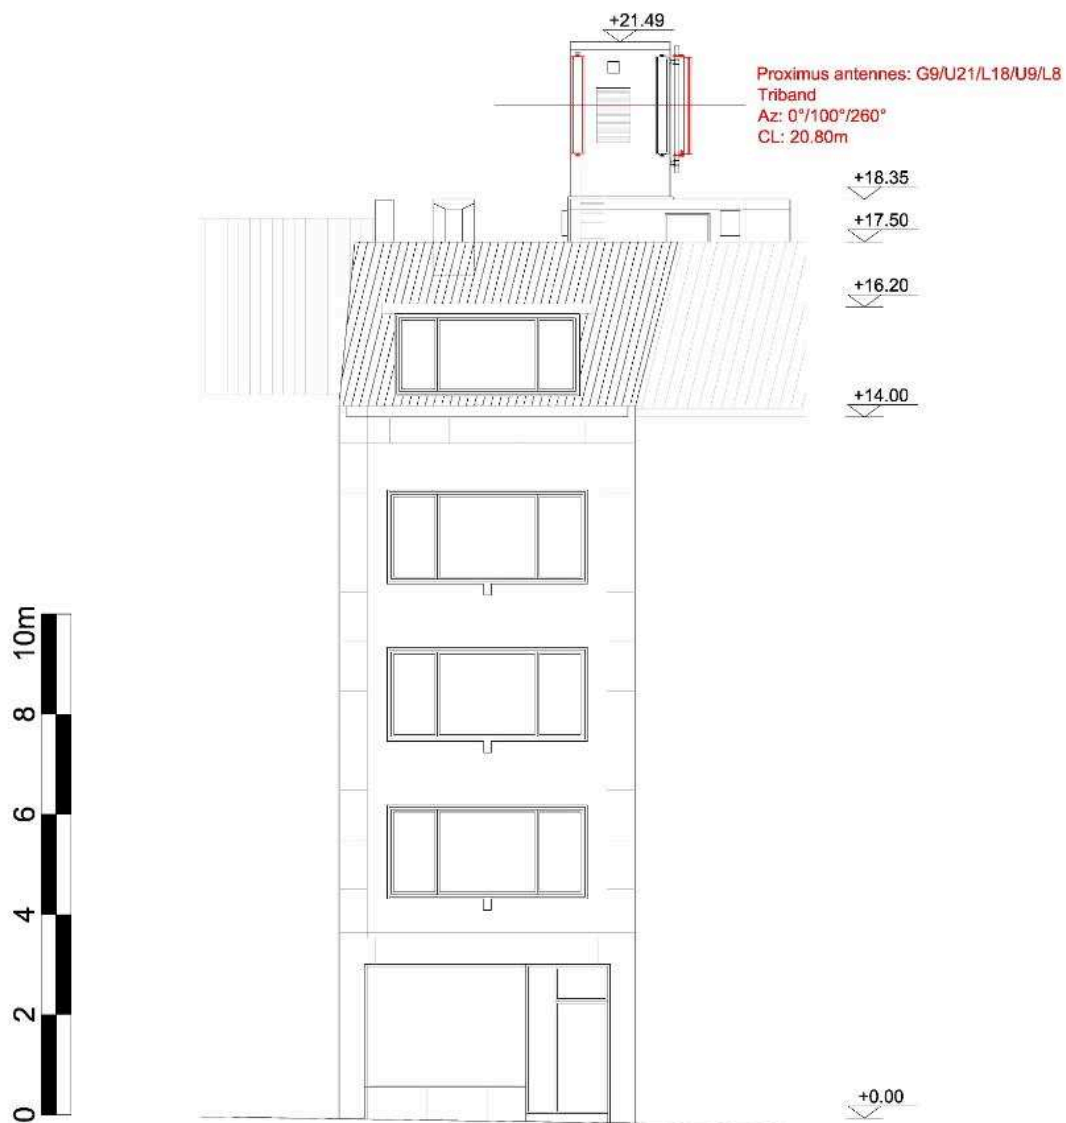 +21.49
Proximus antennes: G9/U21/L18/U9/L8
Triband
Az: 0°/100°/260°
CL: 20.80m
+18.35
+17.50
+16.20
+14.00
10m
8
6
4
2
0
+0.00